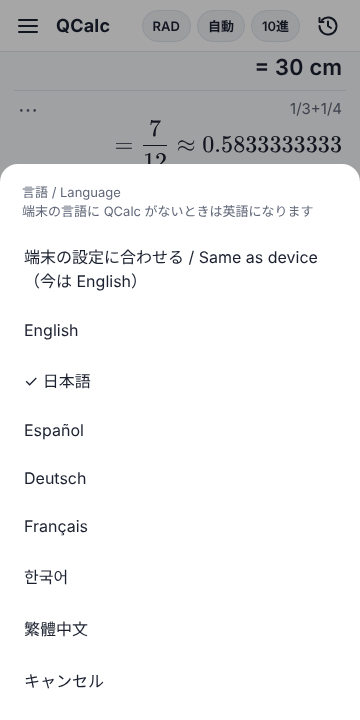 QCalc RAD 自動 10進
= 30 cm
... 1/3+1/4
= 7/12 ≈ 0.5833333333
言語 / Language
端末の言語に QCalc がないときは英語になります
端末の設定に合わせる / Same as device
（今は English）
English
✓ 日本語
Español
Deutsch
Français
한국어
繁體中文
キャンセル